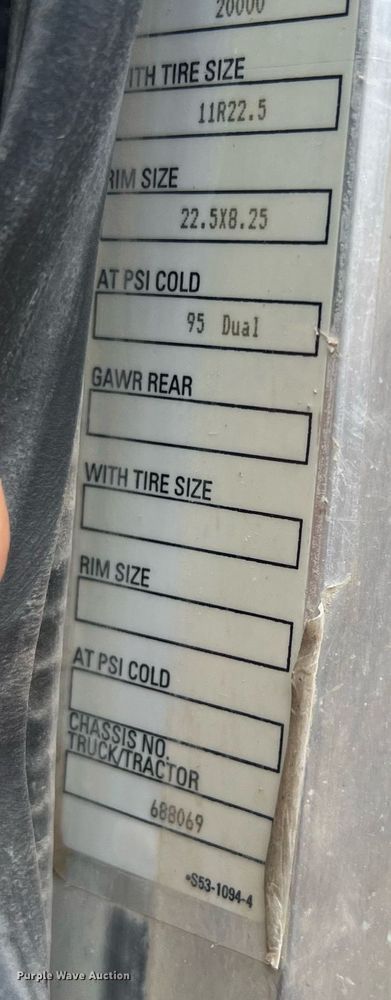 20000
WITH TIRE SIZE
11R22.5
RIM SIZE
22.5X8.25
AT PSI COLD
95 Dual
GAWR REAR
WITH TIRE SIZE
RIM SIZE
AT PSI COLD
CHASSIS NO.
TRUCK/TRACTOR
688069
•S53-1094-4
Purple Wave Auction